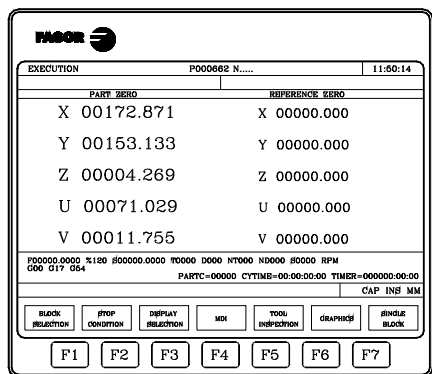 FAGOR
EXECUTION P000662 N..... 11:50:14
PART ZERO REFERENCE ZERO
X 00172.871 X 00000.000
Y 00153.133 Y 00000.000
Z 00004.269 Z 00000.000
U 00071.029 U 00000.000
V 00011.755 V 00000.000
F00000.0000 %120 S00000.0000 T0000 D000 NT000 ND000 S0000 RPM
G00 G17 G54
PARTC=00000 CYTIME=00:00:00:00 TIMER=000000:00:00
CAP INS MM
BLOCK SELECTION STOP CONDITION DISPLAY SELECTION MDI TOOL INSPECTION GRAPHICS SINGLE BLOCK
F1 F2 F3 F4 F5 F6 F7